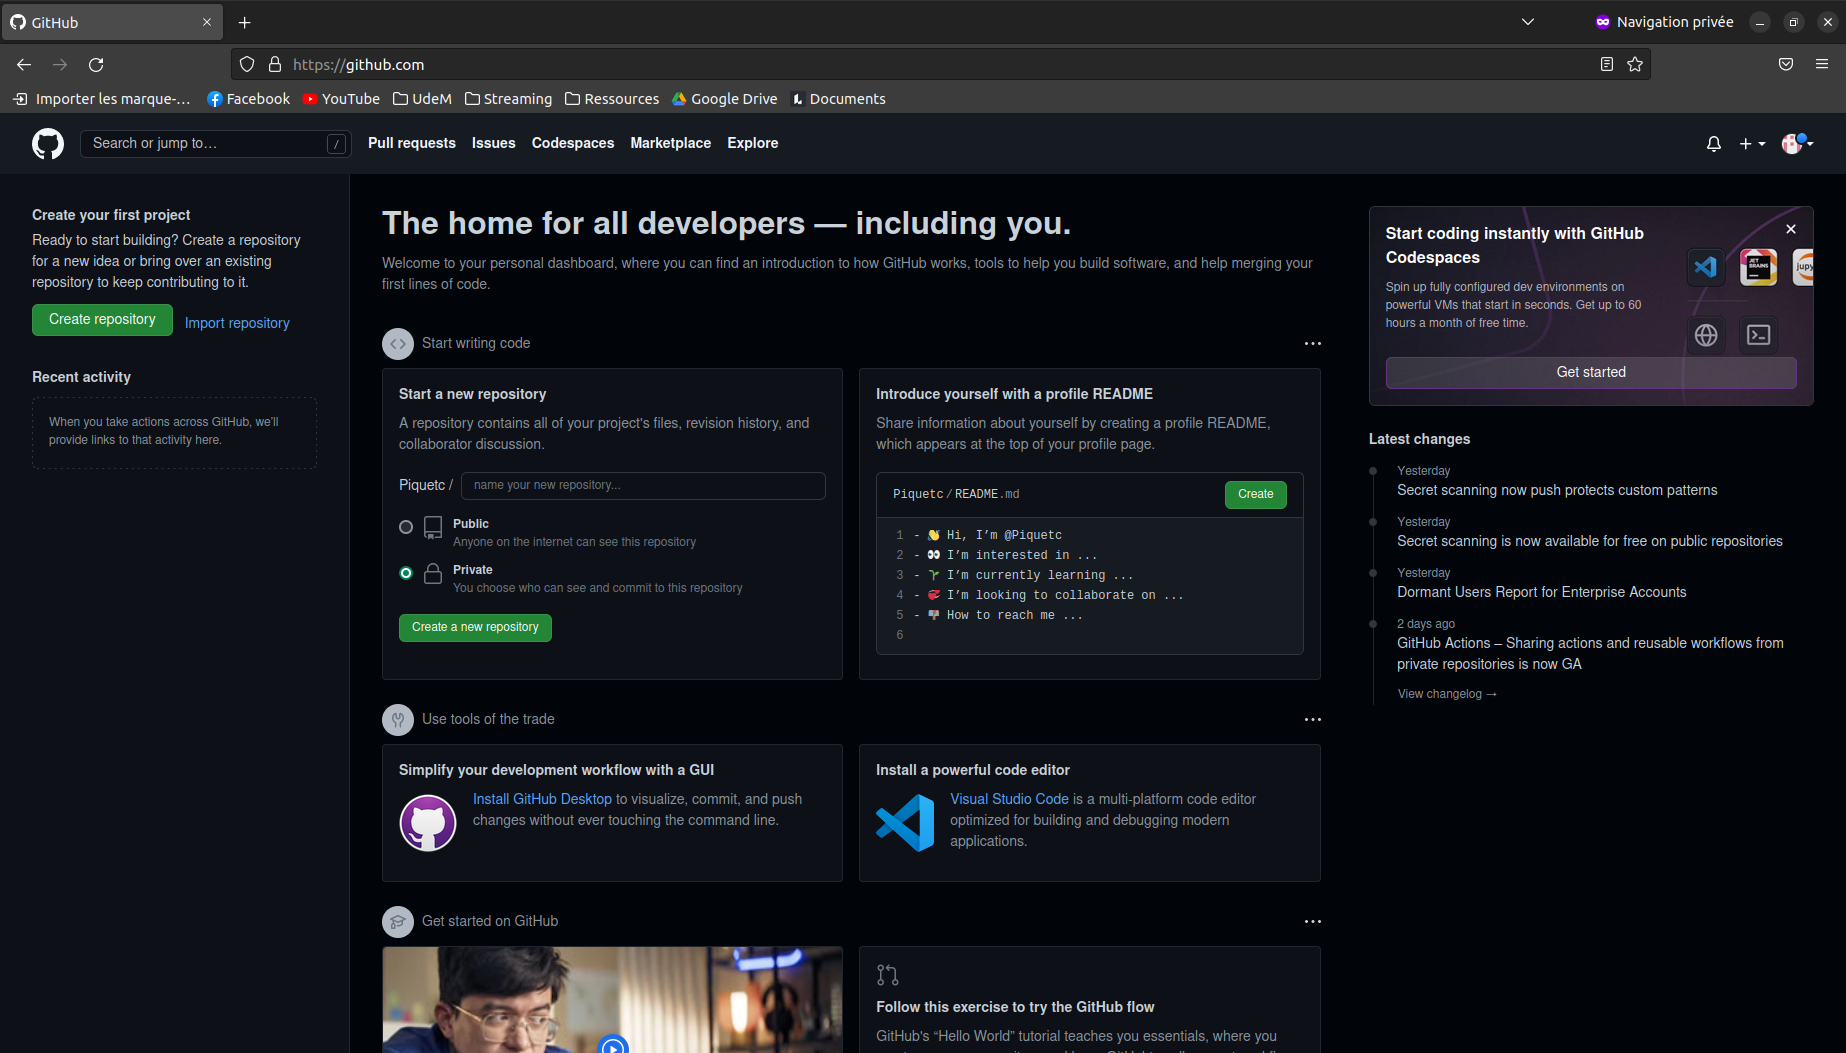 GitHub
Navigation privée
https://github.com
Importer les marque-…
Facebook
YouTube
UdeM
Streaming
Ressources
Google Drive
Documents
Search or jump to…
/
Pull requests
Issues
Codespaces
Marketplace
Explore
Create your first project
Ready to start building? Create a repository
for a new idea or bring over an existing
repository to keep contributing to it.
Create repository
Import repository
Recent activity
When you take actions across GitHub, we'll
provide links to that activity here.
The home for all developers — including you.
Welcome to your personal dashboard, where you can find an introduction to how GitHub works, tools to help you build software, and help merging your
first lines of code.
Start writing code
Start a new repository
A repository contains all of your project's files, revision history, and
collaborator discussion.
Piquetc /
name your new repository...
Public
Anyone on the internet can see this repository
Private
You choose who can see and commit to this repository
Create a new repository
Introduce yourself with a profile README
Share information about yourself by creating a profile README,
which appears at the top of your profile page.
Piquetc / README.md
Create
1 - 👋 Hi, I’m @Piquetc
2 - 👀 I’m interested in ...
3 - 🌱 I’m currently learning ...
4 - 💞️ I’m looking to collaborate on ...
5 - 📫 How to reach me ...
6
Use tools of the trade
Simplify your development workflow with a GUI
Install GitHub Desktop to visualize, commit, and push
changes without ever touching the command line.
Install a powerful code editor
Visual Studio Code is a multi-platform code editor
optimized for building and debugging modern
applications.
Get started on GitHub
Follow this exercise to try the GitHub flow
GitHub's “Hello World” tutorial teaches you essentials, where you
Start coding instantly with GitHub
Codespaces
Spin up fully configured dev environments on
powerful VMs that start in seconds. Get up to 60
hours a month of free time.
JET
BRAINS
jupy
Get started
Latest changes
Yesterday
Secret scanning now push protects custom patterns
Yesterday
Secret scanning is now available for free on public repositories
Yesterday
Dormant Users Report for Enterprise Accounts
2 days ago
GitHub Actions – Sharing actions and reusable workflows from
private repositories is now GA
View changelog →